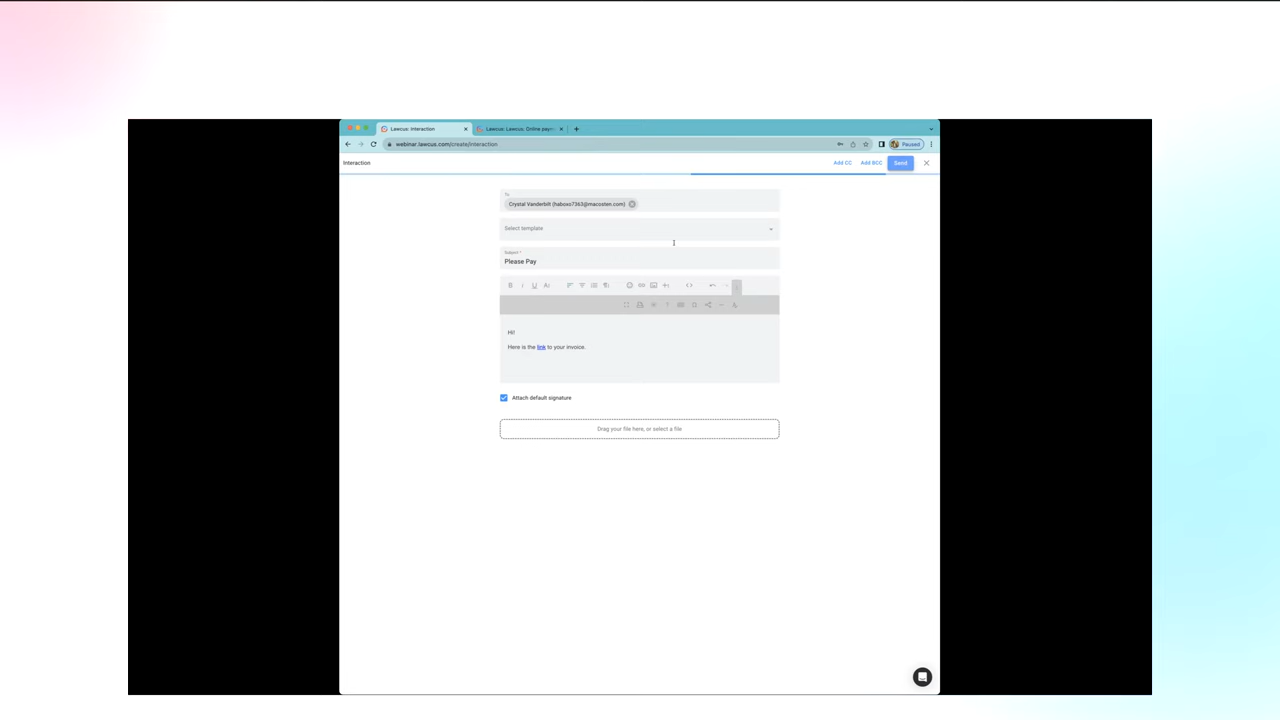 Lawcus: Interaction
Lawcus: Lawcus, Online paym
webinar.lawcus.com/create/interaction
Paused
Interaction
Add CC
Add BCC
Send
To
Crystal Vanderbilt (haboxo7363@macosten.com)
Select template
Subject *
Please Pay
Hi!
Here is the link to your invoice.
Attach default signature
Drag your file here, or select a file